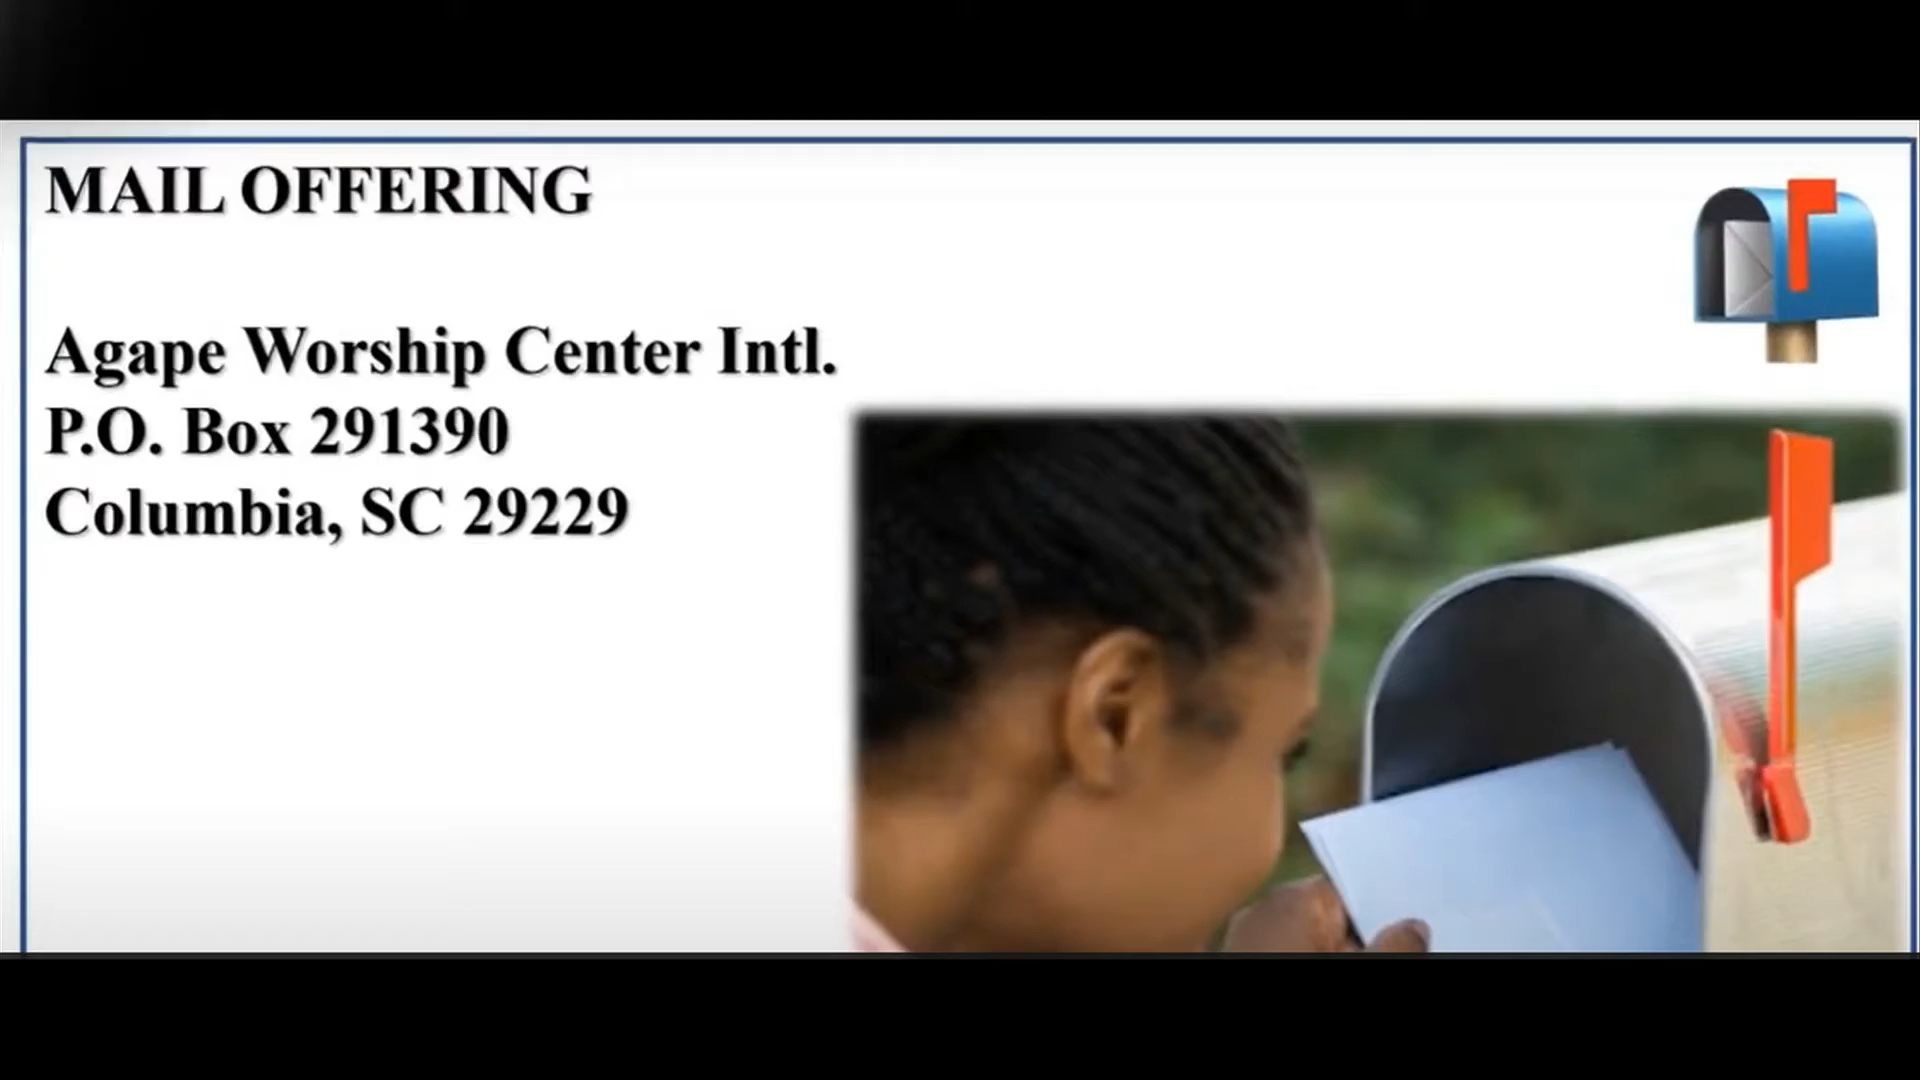 MAIL OFFERING
Agape Worship Center Intl.
P.O. Box 291390
Columbia, SC 29229